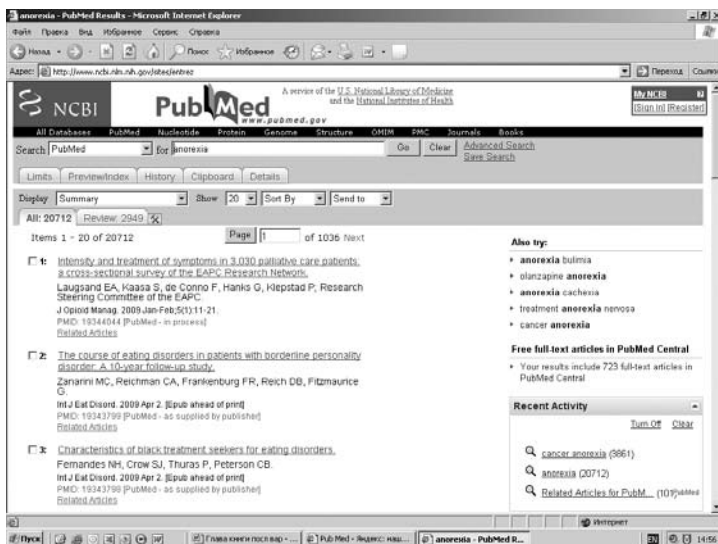 anorexia - PubMed Results - Microsoft Internet Explorer
Файл Правка Вид Избранное Сервис Справка
Назад Поиск Избранное
Адрес: http://www.ncbi.nlm.nih.gov/sites/entrez Переход Ссылки
NCBI
PubMed
www.pubmed.gov
A service of the U.S. National Library of Medicine
and the National Institutes of Health
My NCBI
[Sign In] [Register]
All Databases PubMed Nucleotide Protein Genome Structure OMIM PMC Journals Books
Search PubMed for anorexia Go Clear Advanced Search
Save Search
Limits Preview/Index History Clipboard Details
Display Summary Show 20 Sort By Send to
All: 20712 Review: 2949
Items 1 - 20 of 20712 Page 1 of 1036 Next
1: Intensity and treatment of symptoms in 3,030 palliative care patients:
a cross-sectional survey of the EAPC Research Network.
Laugsand EA, Kaasa S, de Conno F, Hanks G, Klepstad P; Research
Steering Committee of the EAPC.
J Opioid Manag. 2009 Jan-Feb;5(1):11-21.
PMID: 19344044 [PubMed - in process]
Related Articles
2: The course of eating disorders in patients with borderline personality
disorder: A 10-year follow-up study.
Zanarini MC, Reichman CA, Frankenburg FR, Reich DB, Fitzmaurice
G.
Int J Eat Disord. 2009 Apr 2. [Epub ahead of print]
PMID: 19343799 [PubMed - as supplied by publisher]
Related Articles
3: Characteristics of black treatment seekers for eating disorders.
Fernandes NH, Crow SJ, Thuras P, Peterson CB.
Int J Eat Disord. 2009 Apr 2. [Epub ahead of print]
PMID: 19343798 [PubMed - as supplied by publisher]
Related Articles
Also try:
anorexia bulimia
olanzapine anorexia
anorexia cachexia
treatment anorexia nervosa
cancer anorexia
Free full-text articles in PubMed Central
Your results include 723 full-text articles in
PubMed Central
Recent Activity
Turn Off Clear
cancer anorexia (3861)
anorexia (20712)
Related Articles for PubM... (101) PubMed
Интернет
Пуск Глава книги посл вар - ... Pub Med - Яндекс: наш... anorexia - PubMed R... EN 14:56